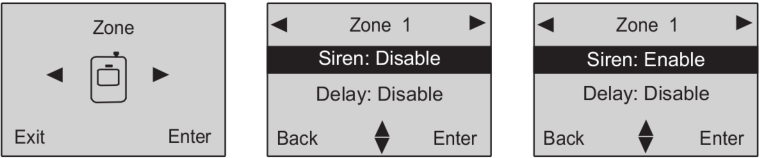 Zone
Exit Enter
Zone 1
Siren: Disable
Delay: Disable
Back Enter
Zone 1
Siren: Enable
Delay: Disable
Back Enter